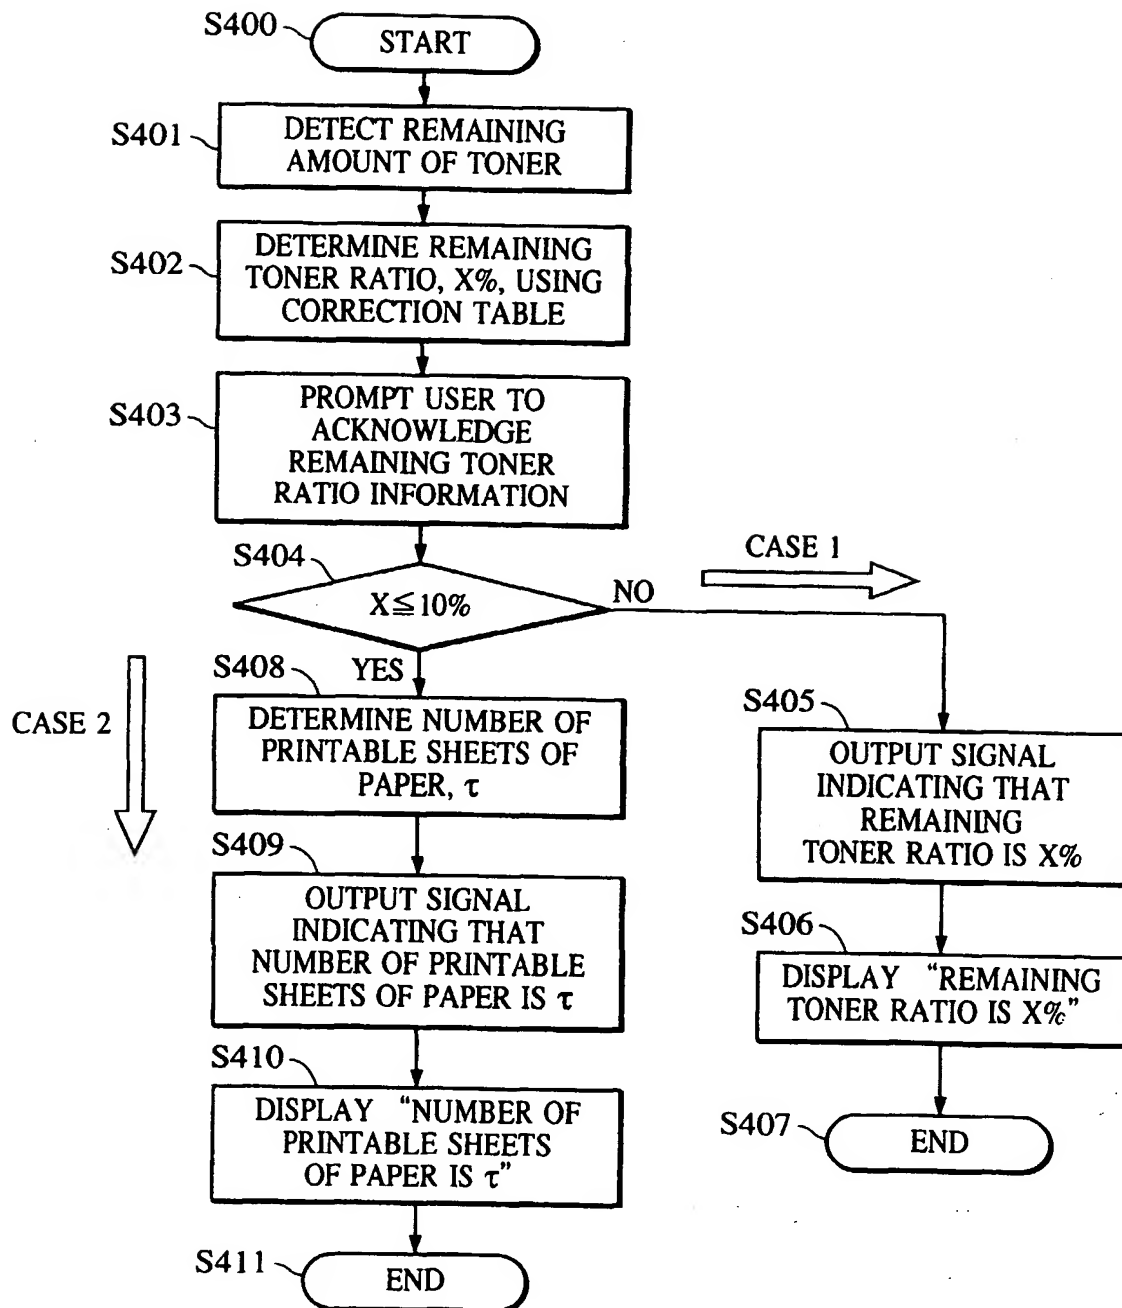 S400
START
S401
DETECT REMAINING
AMOUNT OF TONER
S402
DETERMINE REMAINING
TONER RATIO, X%, USING
CORRECTION TABLE
S403
PROMPT USER TO
ACKNOWLEDGE
REMAINING TONER
RATIO INFORMATION
S404
X≦10%
NO
CASE 1
YES
CASE 2
S408
DETERMINE NUMBER OF
PRINTABLE SHEETS OF
PAPER, τ
S409
OUTPUT SIGNAL
INDICATING THAT
NUMBER OF PRINTABLE
SHEETS OF PAPER IS τ
S410
DISPLAY “NUMBER OF
PRINTABLE SHEETS
OF PAPER IS τ”
S411
END
S405
OUTPUT SIGNAL
INDICATING THAT
REMAINING
TONER RATIO IS X%
S406
DISPLAY “REMAINING
TONER RATIO IS X%”
S407
END